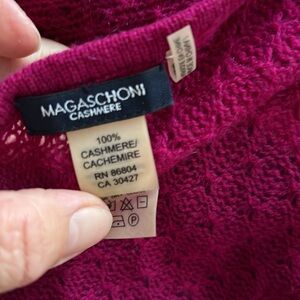 MAGASCHONI
CASHMERE
100%
CASHMERE/
CACHEMIRE
RN 86804
CA 30427
P